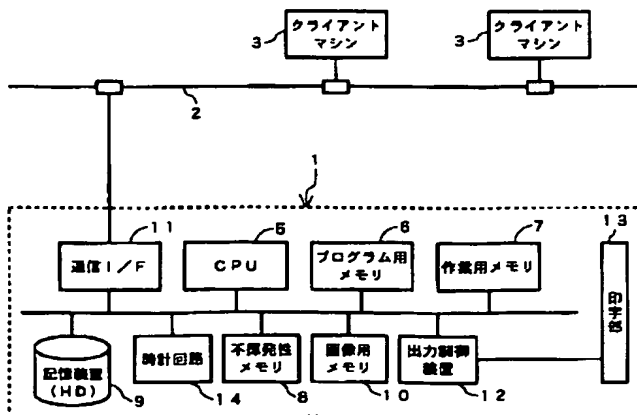 3
クライアント
マシン
3
クライアント
マシン
2
1
11
通信I/F
5
CPU
6
プログラム用
メモリ
7
作業用メモリ
13
印字部
記憶装置
(HD)
9
時計回路
14
不揮発性
メモリ
8
画像用
メモリ
10
出力制御
装置
12